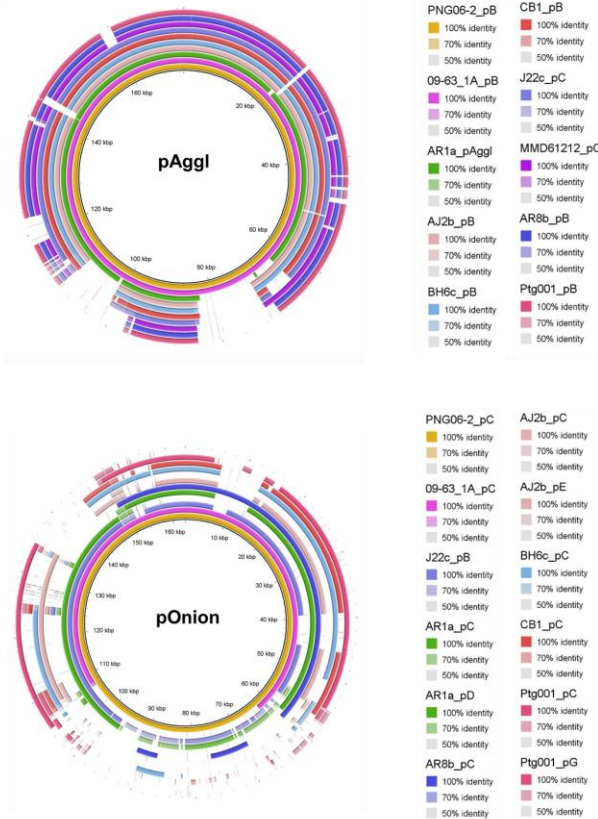 pAggl
20 kbp
40 kbp
60 kbp
80 kbp
100 kbp
120 kbp
140 kbp
160 kbp
PNG06-2_pB
100% identity
70% identity
50% identity
09-63_1A_pB
100% identity
70% identity
50% identity
AR1a_pAggl
100% identity
70% identity
50% identity
AJ2b_pB
100% identity
70% identity
50% identity
BH6c_pB
100% identity
70% identity
50% identity
CB1_pB
100% identity
70% identity
50% identity
J22c_pC
100% identity
70% identity
50% identity
MMD61212_pC
100% identity
70% identity
50% identity
AR8b_pB
100% identity
70% identity
50% identity
Ptg001_pB
100% identity
70% identity
50% identity
pOnion
10 kbp
20 kbp
30 kbp
40 kbp
50 kbp
60 kbp
70 kbp
80 kbp
90 kbp
100 kbp
110 kbp
120 kbp
130 kbp
140 kbp
150 kbp
160 kbp
PNG06-2_pC
100% identity
70% identity
50% identity
09-63_1A_pC
100% identity
70% identity
50% identity
J22c_pB
100% identity
70% identity
50% identity
AR1a_pC
100% identity
70% identity
50% identity
AR1a_pD
100% identity
70% identity
50% identity
AR8b_pC
100% identity
70% identity
50% identity
AJ2b_pC
100% identity
70% identity
50% identity
AJ2b_pE
100% identity
70% identity
50% identity
BH6c_pC
100% identity
70% identity
50% identity
CB1_pC
100% identity
70% identity
50% identity
Ptg001_pC
100% identity
70% identity
50% identity
Ptg001_pG
100% identity
70% identity
50% identity